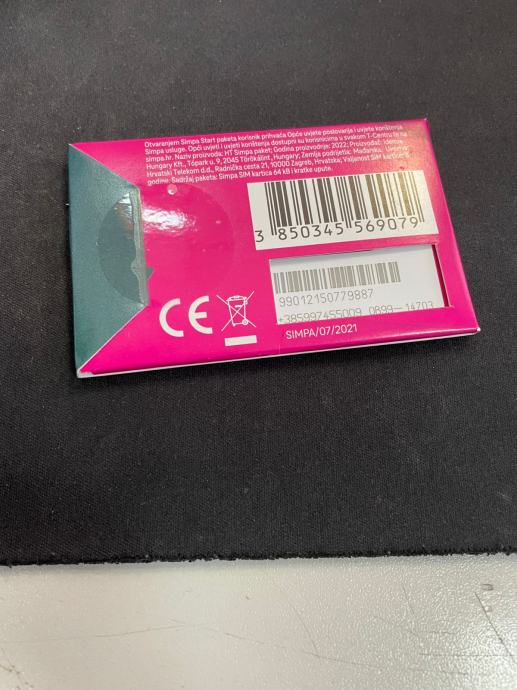 Otvaranjem Simpa Start paketa korisnik prihvaća Opće uvjete poslovanja i uvjete korištenja
Simpa usluge. Opći uvjeti i uvjeti korištenja dostupni su korisnicima u svakom T-Centru te na
simpa.hr. Naziv proizvoda: HT Simpa paket; Godina proizvodnje: 2022; Proizvođač: Idemia
Hungary Kft., Tópark u. 9, 2045 Törökálint, Hungary; Zemlja podrijetla: Mađarska; Uvoznik:
Hrvatski Telekom d.d., Radnička cesta 21, 10000 Zagreb, Hrvatska; Valjanost SIM kartice: 2
godine. Sadržaj paketa: Simpa SIM kartica 64 kB i kratke upute.
3 850345 569079
99012150779887
+385997455009 0899-14703
CE
SIMPA/07/2021